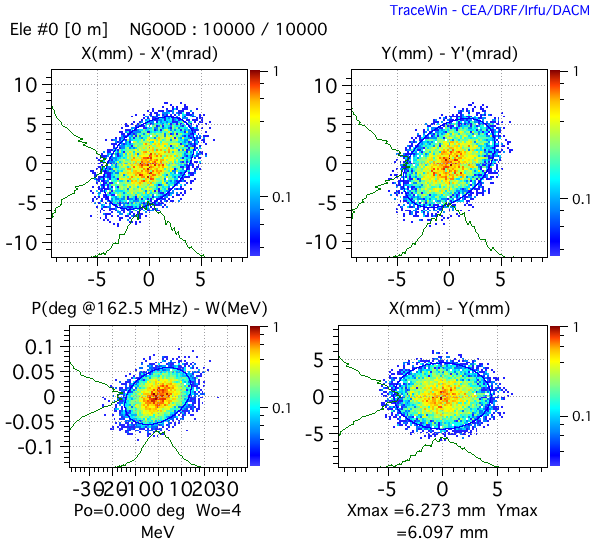 TraceWin - CEA/DRF/Irfu/DACM
Ele #0 [0 m] NGOOD : 10000 / 10000
X(mm) - X'(mrad)
10
5
0
-5
-10
-5 0 5
1
0.1
Y(mm) - Y'(mrad)
10
5
0
-5
-10
-5 0 5
1
0.1
P(deg @162.5 MHz) - W(MeV)
0.1
0.05
0
-0.05
-0.1
-30-20-100 102030
1
0.1
Po=0.000 deg Wo=4
MeV
X(mm) - Y(mm)
5
0
-5
-5 0 5
1
0.1
Xmax =6.273 mm Ymax
=6.097 mm